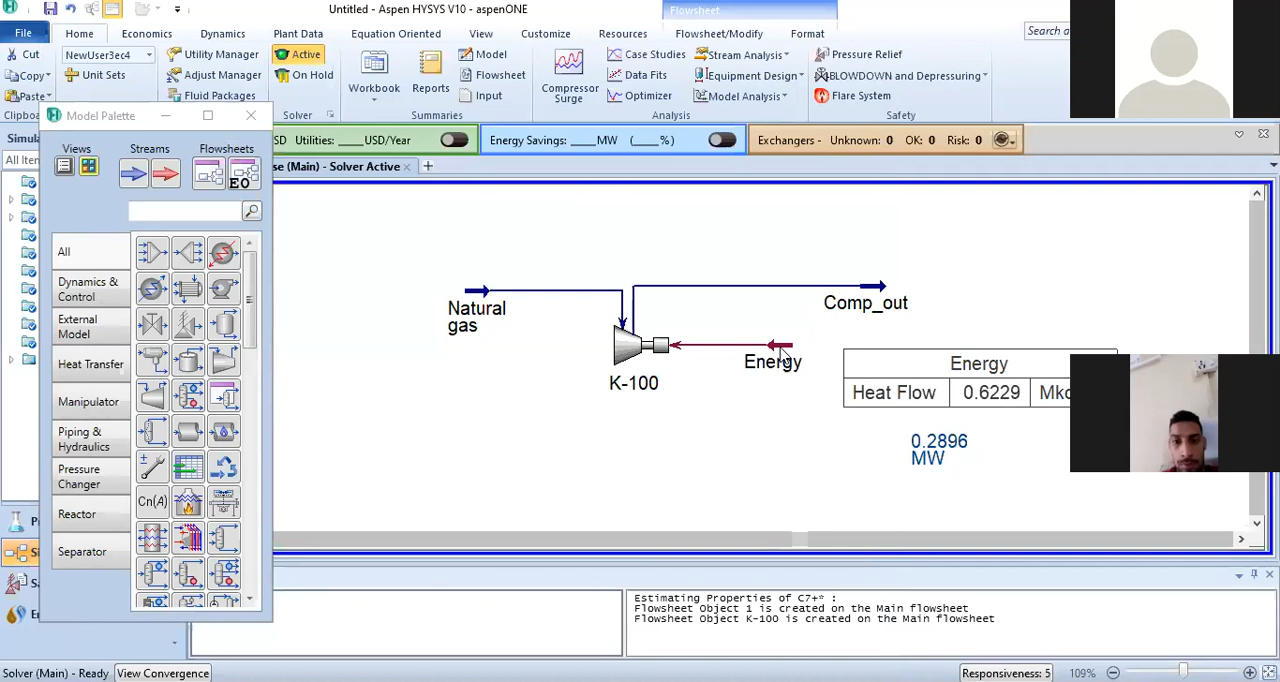 Untitled - Aspen HYSYS V10 - aspenONE
Flowsheet
File
Home
Economics
Dynamics
Plant Data
Equation Oriented
View
Customize
Resources
Flowsheet/Modify
Format
Search
Cut
Copy
Paste
Clipboa
NewUser3ec4
Unit Sets
Utility Manager
Adjust Manager
Fluid Packages
Active
On Hold
Solver
Workbook
Reports
Model
Flowsheet
Input
Summaries
Compressor
Surge
Case Studies
Data Fits
Optimizer
Stream Analysis
Equipment Design
Model Analysis
Analysis
Pressure Relief
BLOWDOWN and Depressuring
Flare System
Safety
Simula
All Iten
SD Utilities: ____USD/Year
Energy Savings: ____MW (____%)
Exchangers - Unknown: 0 OK: 0 Risk: 0
se (Main) - Solver Active
Model Palette
Views
Streams
Flowsheets
EO
All
Dynamics &
Control
External
Model
Heat Transfer
Manipulator
Piping &
Hydraulics
Pressure
Changer
Reactor
Separator
Cn(A)
Natural
gas
K-100
Energy
Comp_out
Energy
Heat Flow 0.6229 Mkc
0.2896
MW
Estimating Properties of C7+* :
Flowsheet Object 1 is created on the Main flowsheet
Flowsheet Object K-100 is created on the Main flowsheet
Solver (Main) - Ready
View Convergence
Responsiveness: 5
109%